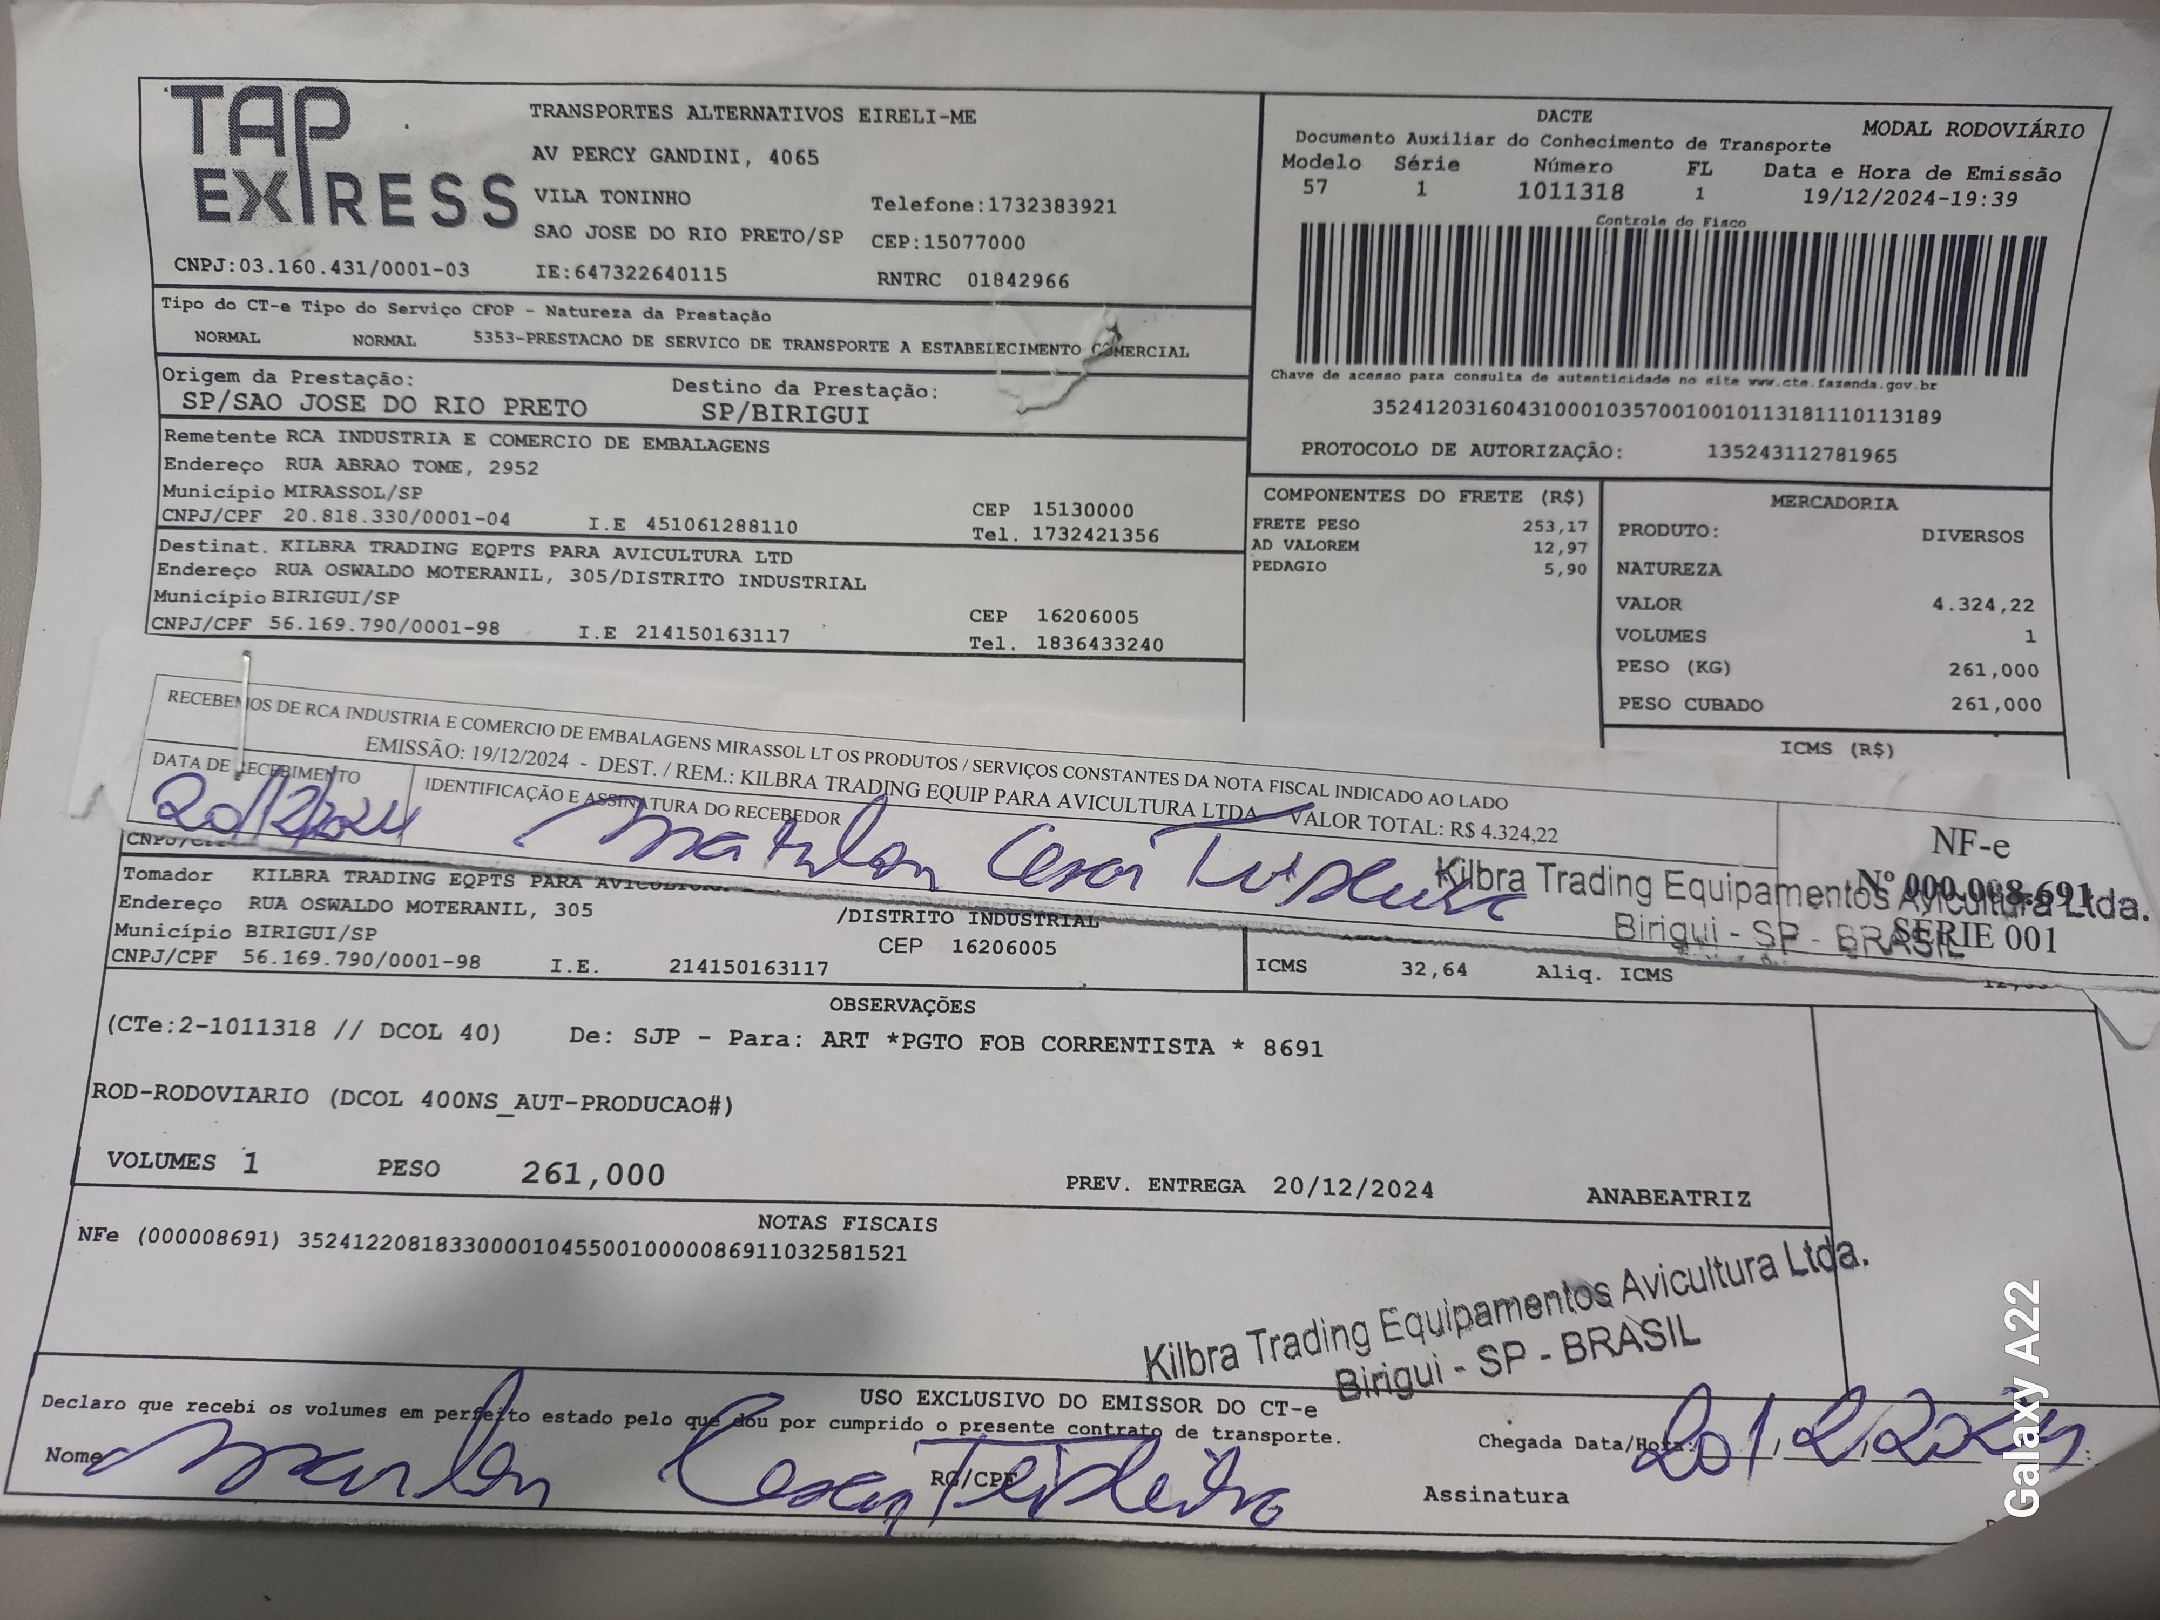 TAP EXPRESS
TRANSPORTES ALTERNATIVOS EIRELI-ME
AV PERCY GANDINI, 4065
VILA TONINHO
Telefone:1732383921
SAO JOSE DO RIO PRETO/SP CEP:15077000
CNPJ:03.160.431/0001-03 IE:647322640115 RNTRC 01842966
DACTE
MODAL RODOVIÁRIO
Documento Auxiliar do Conhecimento de Transporte
Modelo Série Número FL Data e Hora de Emissão
57 1 1011318 1 19/12/2024-19:39
Controle do Fisco
Chave de acesso para consulta de autenticidade no site www.cte.fazenda.gov.br
35241203160431000103570010010113181110113189
PROTOCOLO DE AUTORIZAÇÃO: 135243112781965
Tipo do CT-e Tipo do Serviço CFOP - Natureza da Prestação
NORMAL NORMAL 5353-PRESTACAO DE SERVICO DE TRANSPORTE A ESTABELECIMENTO COMERCIAL
Origem da Prestação: Destino da Prestação:
SP/SAO JOSE DO RIO PRETO SP/BIRIGUI
Remetente RCA INDUSTRIA E COMERCIO DE EMBALAGENS
Endereço RUA ABRAO TOME, 2952
Município MIRASSOL/SP CEP 15130000
CNPJ/CPF 20.818.330/0001-04 I.E 451061288110 Tel. 1732421356
Destinat. KILBRA TRADING EQPTS PARA AVICULTURA LTD
Endereço RUA OSWALDO MOTERANIL, 305/DISTRITO INDUSTRIAL
Município BIRIGUI/SP CEP 16206005
CNPJ/CPF 56.169.790/0001-98 I.E 214150163117 Tel. 1836433240
COMPONENTES DO FRETE (R$)
FRETE PESO 253,17
AD VALOREM 12,97
PEDAGIO 5,90
MERCADORIA
PRODUTO: DIVERSOS
NATUREZA
VALOR 4.324,22
VOLUMES 1
PESO (KG) 261,000
PESO CUBADO 261,000
ICMS (R$)
RECEBEMOS DE RCA INDUSTRIA E COMERCIO DE EMBALAGENS MIRASSOL LT OS PRODUTOS / SERVIÇOS CONSTANTES DA NOTA FISCAL INDICADO AO LADO
EMISSÃO: 19/12/2024 - DEST. / REM.: KILBRA TRADING EQUIP PARA AVICULTURA LTDA VALOR TOTAL: R$ 4.324,22
DATA DE RECEBIMENTO
IDENTIFICAÇÃO E ASSINATURA DO RECEBEDOR
20/12/2024
Cesar
NF-e
Nº 000.008.691
SÉRIE 001
Kilbra Trading Equipamentos Avicultura Ltda.
Birigui - SP - BRASIL
CNPJ/CPF
Tomador KILBRA TRADING EQPTS PARA AVICULTURA
Endereço RUA OSWALDO MOTERANIL, 305 /DISTRITO INDUSTRIAL
Município BIRIGUI/SP CEP 16206005
CNPJ/CPF 56.169.790/0001-98 I.E. 214150163117
ICMS 32,64 Aliq. ICMS
OBSERVAÇÕES
(CTe:2-1011318 // DCOL 40) De: SJP - Para: ART *PGTO FOB CORRENTISTA * 8691
ROD-RODOVIARIO (DCOL 400NS_AUT-PRODUCAO#)
VOLUMES 1 PESO 261,000 PREV. ENTREGA 20/12/2024 ANABEATRIZ
NOTAS FISCAIS
NFe (000008691) 35241220818330000104550010000086911032581521
Kilbra Trading Equipamentos Avicultura Ltda.
Birigui - SP - BRASIL
USO EXCLUSIVO DO EMISSOR DO CT-e
Declaro que recebi os volumes em perfeito estado pelo que dou por cumprido o presente contrato de transporte.
Nome Marlon Cesar Teixeira
RG/CPF
Chegada Data/Hora: 20/12/2024
Assinatura
Galaxy A22